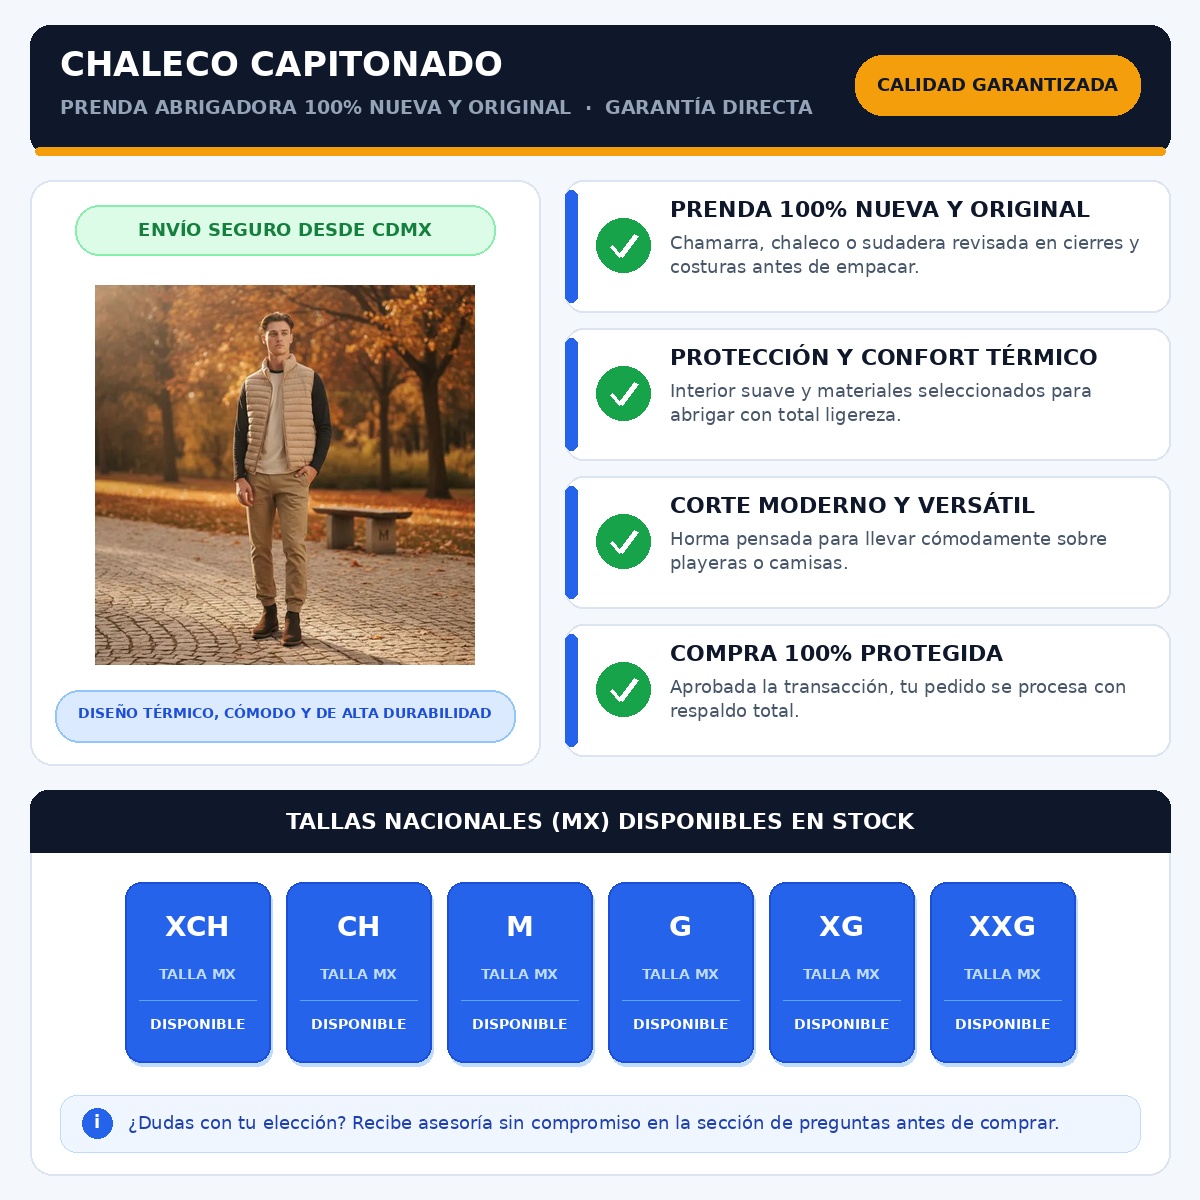 CHALECO CAPITONADO
PRENDA ABRIGADORA 100% NUEVA Y ORIGINAL · GARANTÍA DIRECTA
CALIDAD GARANTIZADA
ENVÍO SEGURO DESDE CDMX
M
DISEÑO TÉRMICO, CÓMODO Y DE ALTA DURABILIDAD
PRENDA 100% NUEVA Y ORIGINAL
Chamarra, chaleco o sudadera revisada en cierres y
costuras antes de empacar.
PROTECCIÓN Y CONFORT TÉRMICO
Interior suave y materiales seleccionados para
abrigar con total ligereza.
CORTE MODERNO Y VERSÁTIL
Horma pensada para llevar cómodamente sobre
playeras o camisas.
COMPRA 100% PROTEGIDA
Aprobada la transacción, tu pedido se procesa con
respaldo total.
TALLAS NACIONALES (MX) DISPONIBLES EN STOCK
XCH
TALLA MX
DISPONIBLE
CH
TALLA MX
DISPONIBLE
M
TALLA MX
DISPONIBLE
G
TALLA MX
DISPONIBLE
XG
TALLA MX
DISPONIBLE
XXG
TALLA MX
DISPONIBLE
i
¿Dudas con tu elección? Recibe asesoría sin compromiso en la sección de preguntas antes de comprar.